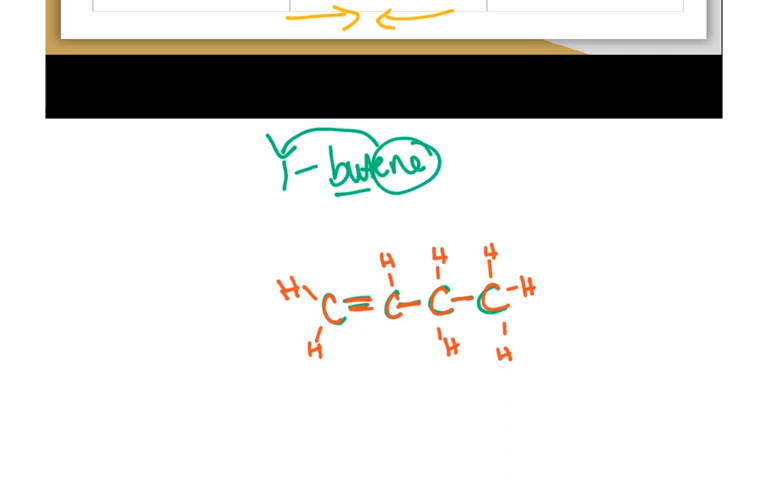 1-butene
H H H
H C=C-C-C-H
H H H